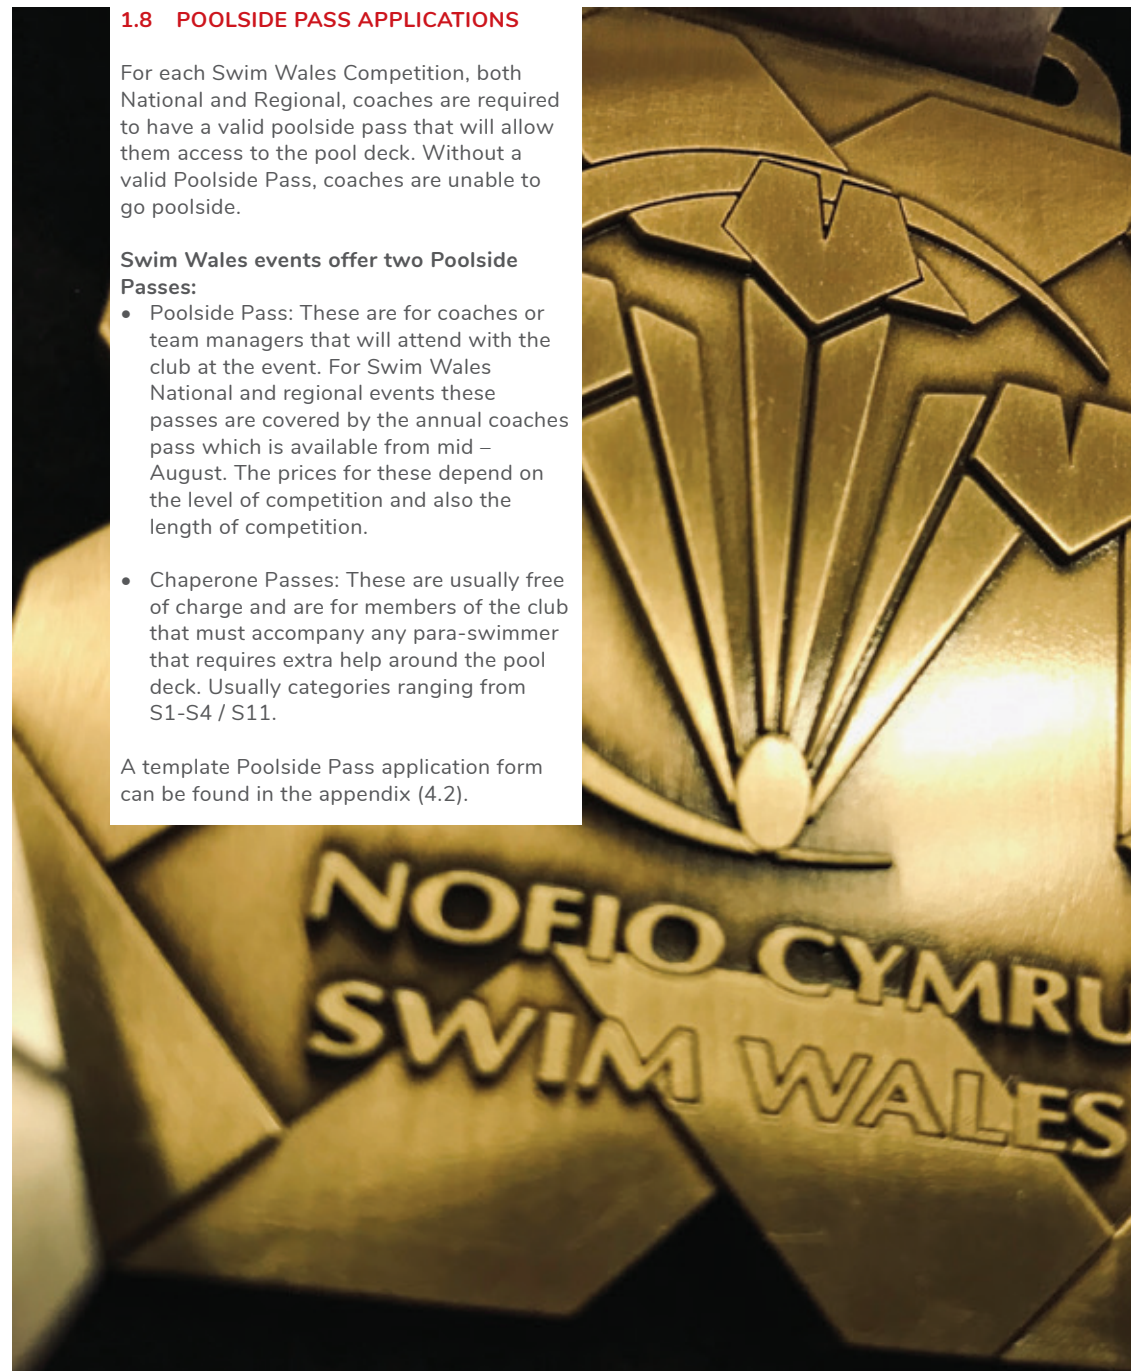 1.8 POOLSIDE PASS APPLICATIONS
For each Swim Wales Competition, both
National and Regional, coaches are required
to have a valid poolside pass that will allow
them access to the pool deck. Without a
valid Poolside Pass, coaches are unable to
go poolside.
Swim Wales events offer two Poolside
Passes:
• Poolside Pass: These are for coaches or
team managers that will attend with the
club at the event. For Swim Wales
National and regional events these
passes are covered by the annual coaches
pass which is available from mid –
August. The prices for these depend on
the level of competition and also the
length of competition.
• Chaperone Passes: These are usually free
of charge and are for members of the club
that must accompany any para-swimmer
that requires extra help around the pool
deck. Usually categories ranging from
S1-S4 / S11.
A template Poolside Pass application form
can be found in the appendix (4.2).
NOFIO CYMRU
SWIM WALES